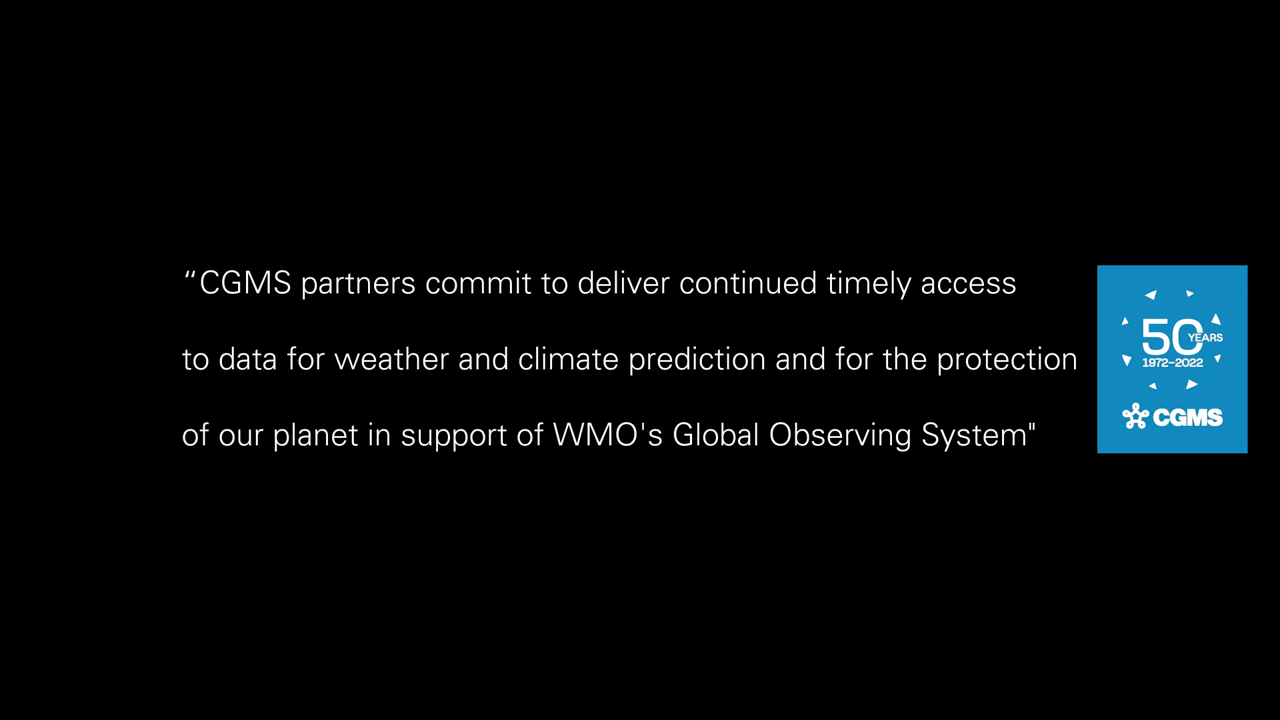 “CGMS partners commit to deliver continued timely access
to data for weather and climate prediction and for the protection
of our planet in support of WMO's Global Observing System"
50
YEARS
1972–2022
CGMS